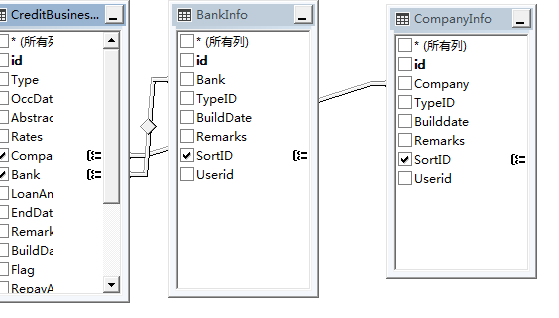 CreditBusines...
* (所有列
id
Type
OccDat
Abstrac
Rates
Compa
Bank
LoanAn
EndDat
Remark
BuildDa
Flag
RepayA
BankInfo
* (所有列)
id
Bank
TypeID
BuildDate
Remarks
SortID
Userid
CompanyInfo
* (所有列)
id
Company
TypeID
Builddate
Remarks
SortID
Userid